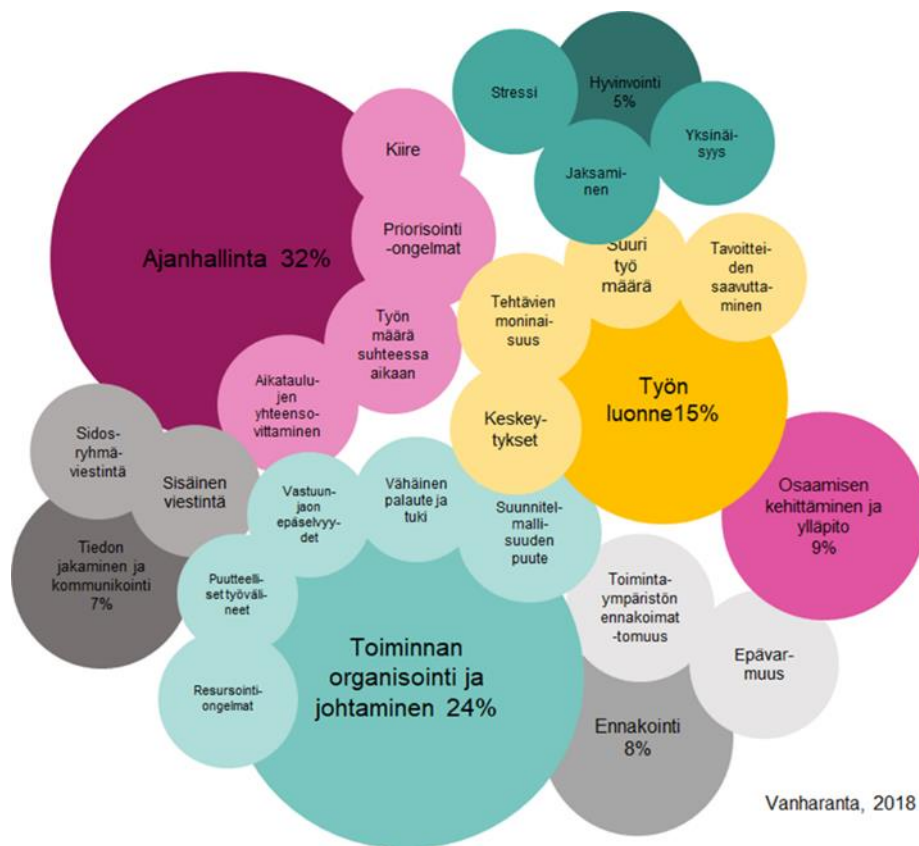 Stressi
Hyvinvointi
5%
Yksinäi-
syys
Jaksami-
nen
Kiire
Priorisointi
-ongelmat
Ajanhallinta 32%
Työn
määrä
suhteessa
aikaan
Aikataulu-
jen
yhteenso-
vittaminen
Suuri
työ
määrä
Tavoittei-
den
saavutta-
minen
Tehtävien
moninai-
suus
Työn
luonne15%
Keskey-
tykset
Sidos-
ryhmä-
viestintä
Sisäinen
viestintä
Tiedon
jakaminen ja
kommunikointi
7%
Vastuun-
jaon
epäselvyy-
det
Vähäinen
palaute ja
tuki
Suunnitel-
malli-
suuden
puute
Osaamisen
kehittäminen ja
ylläpito
9%
Puutteelli-
set työväli-
neet
Resursointi-
ongelmat
Toiminnan
organisointi ja
johtaminen 24%
Toiminta-
ympäristön
ennakoimat
-tomuus
Epävar-
muus
Ennakointi
8%
Vanharanta, 2018